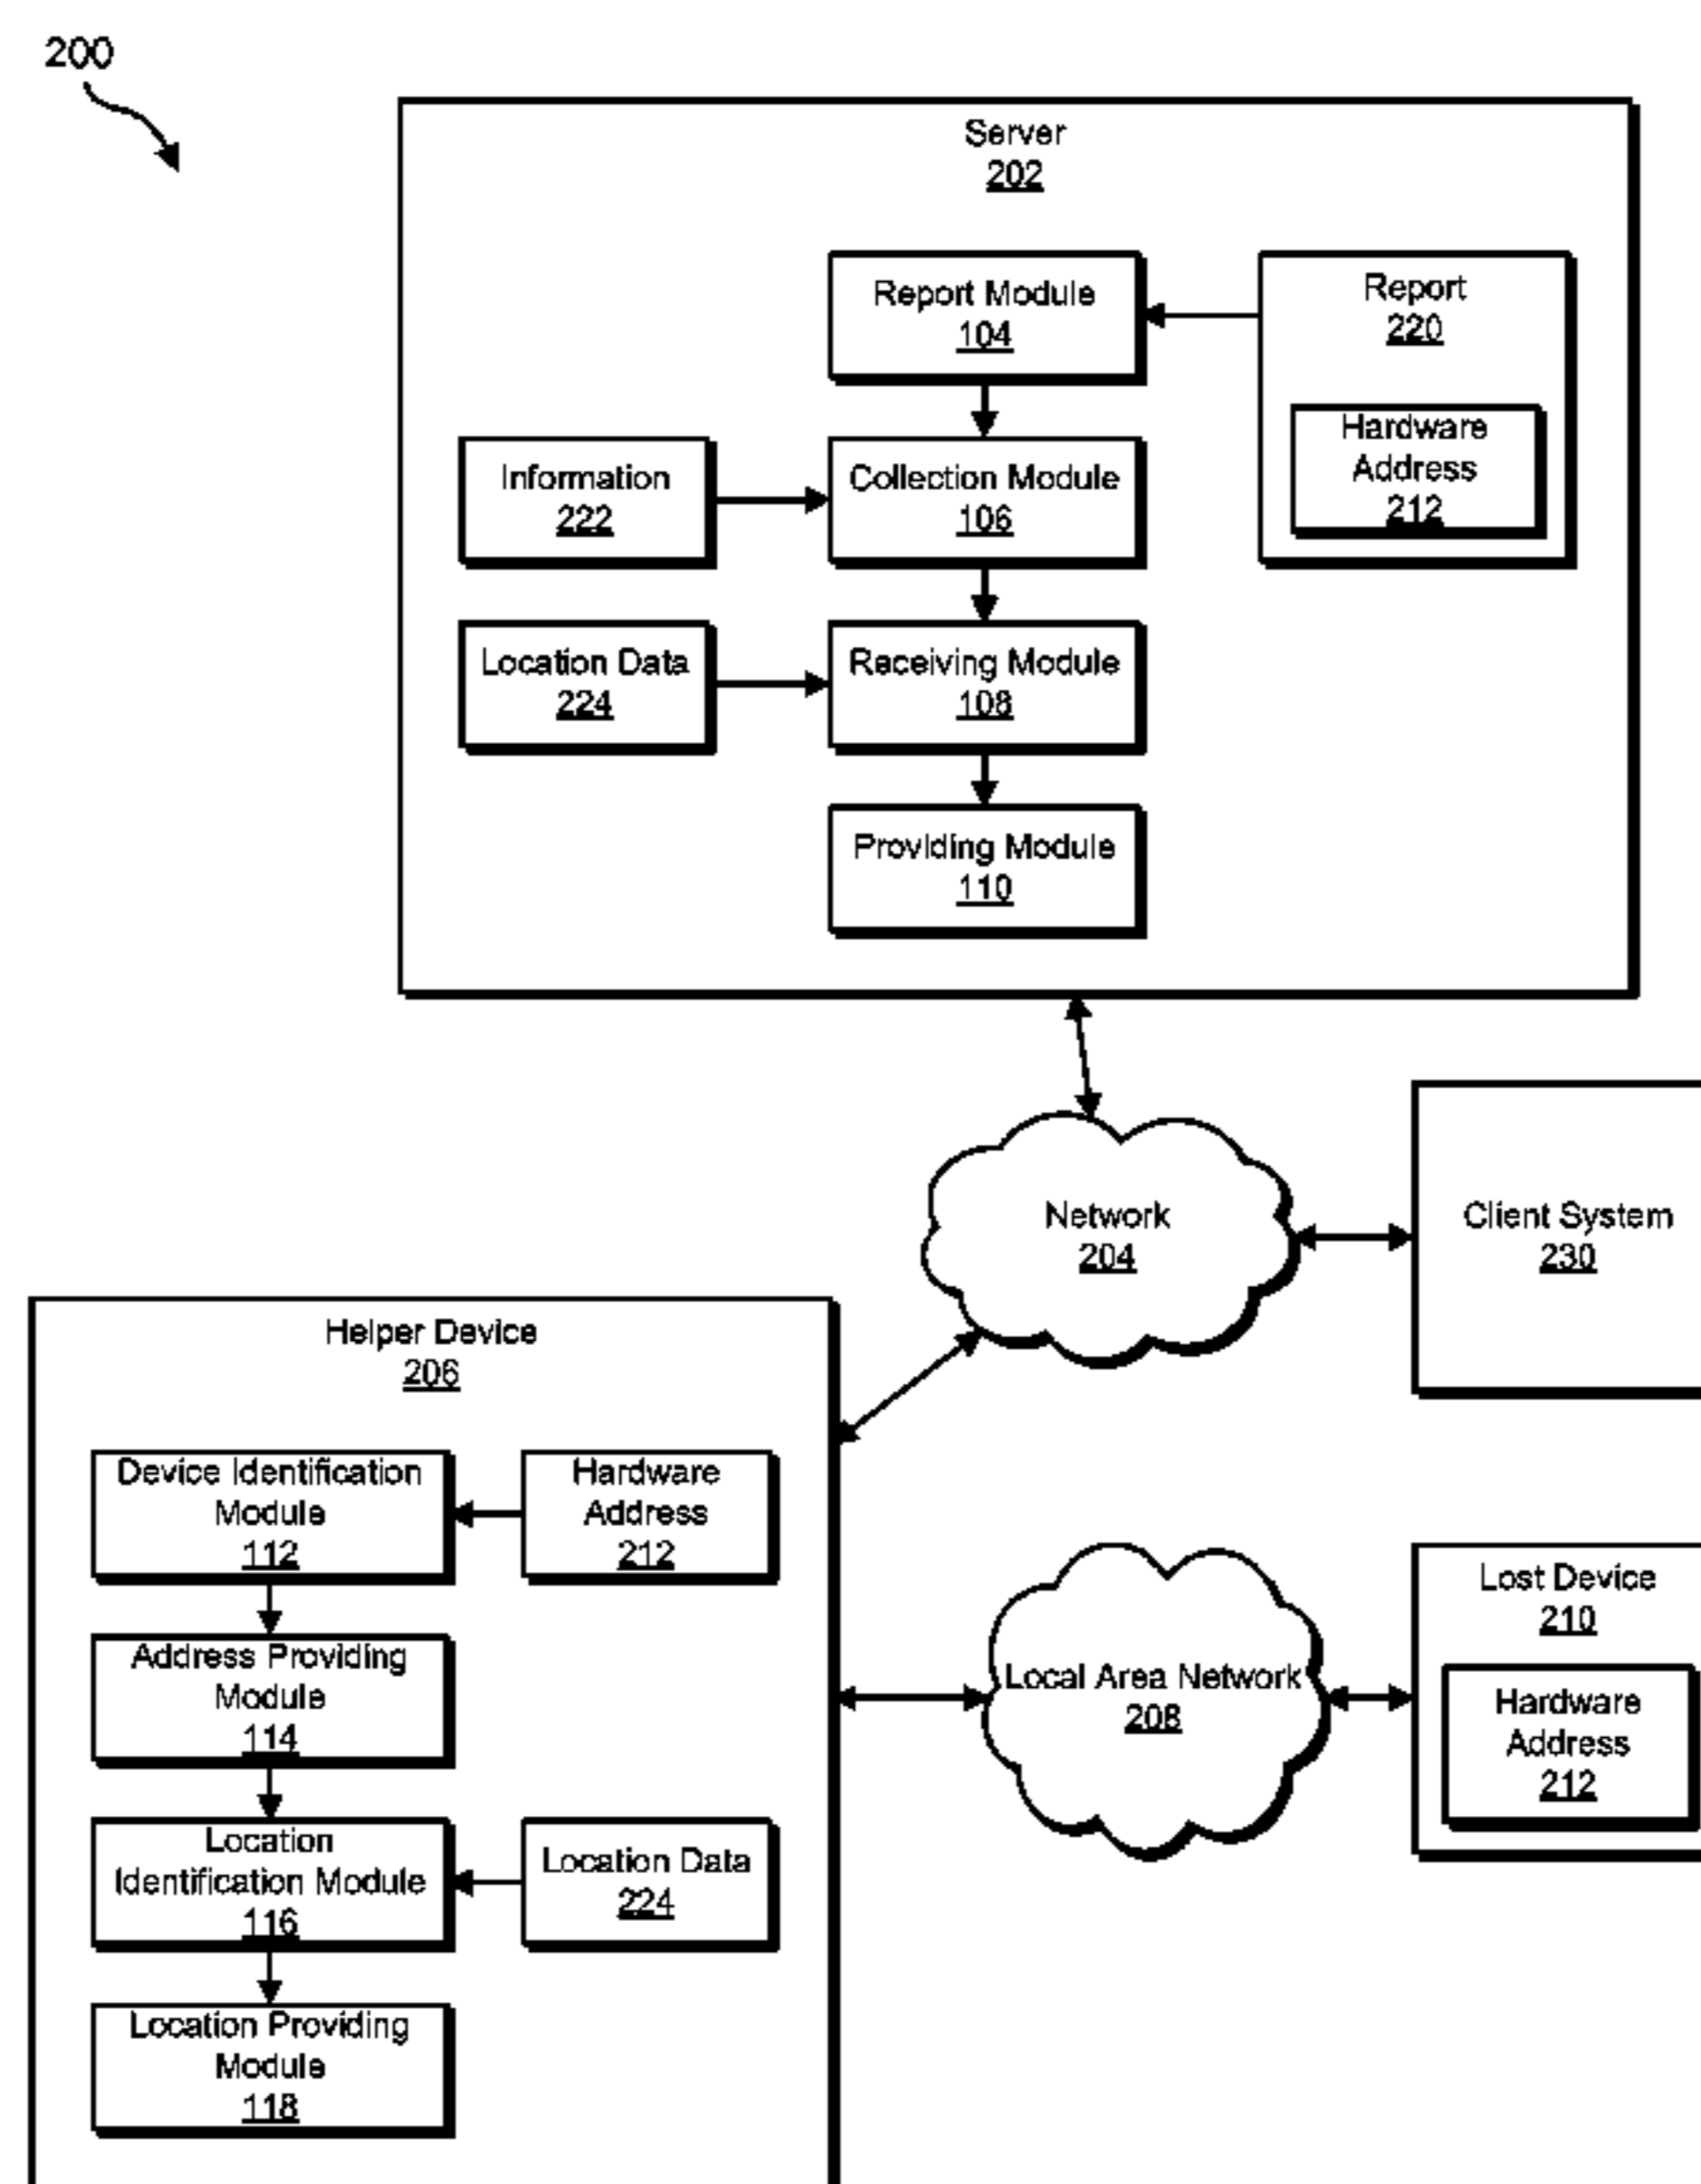 200
Server
202
Report Module
104
Report
220
Hardware
Address
212
Information
222
Collection Module
106
Location Data
224
Receiving Module
108
Providing Module
110
Network
204
Client System
230
Helper Device
206
Device Identification
Module
112
Hardware
Address
212
Address Providing
Module
114
Location
Identification Module
116
Location Data
224
Location Providing
Module
118
Local Area Network
208
Lost Device
210
Hardware
Address
212